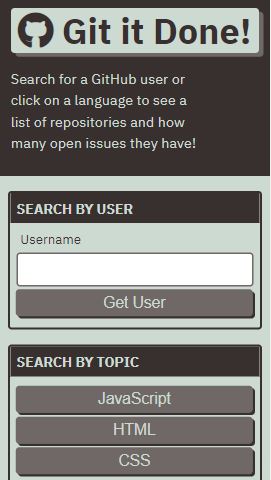 Git it Done!
Search for a GitHub user or
click on a language to see a
list of repositories and how
many open issues they have!
SEARCH BY USER
Username
Get User
SEARCH BY TOPIC
JavaScript
HTML
CSS